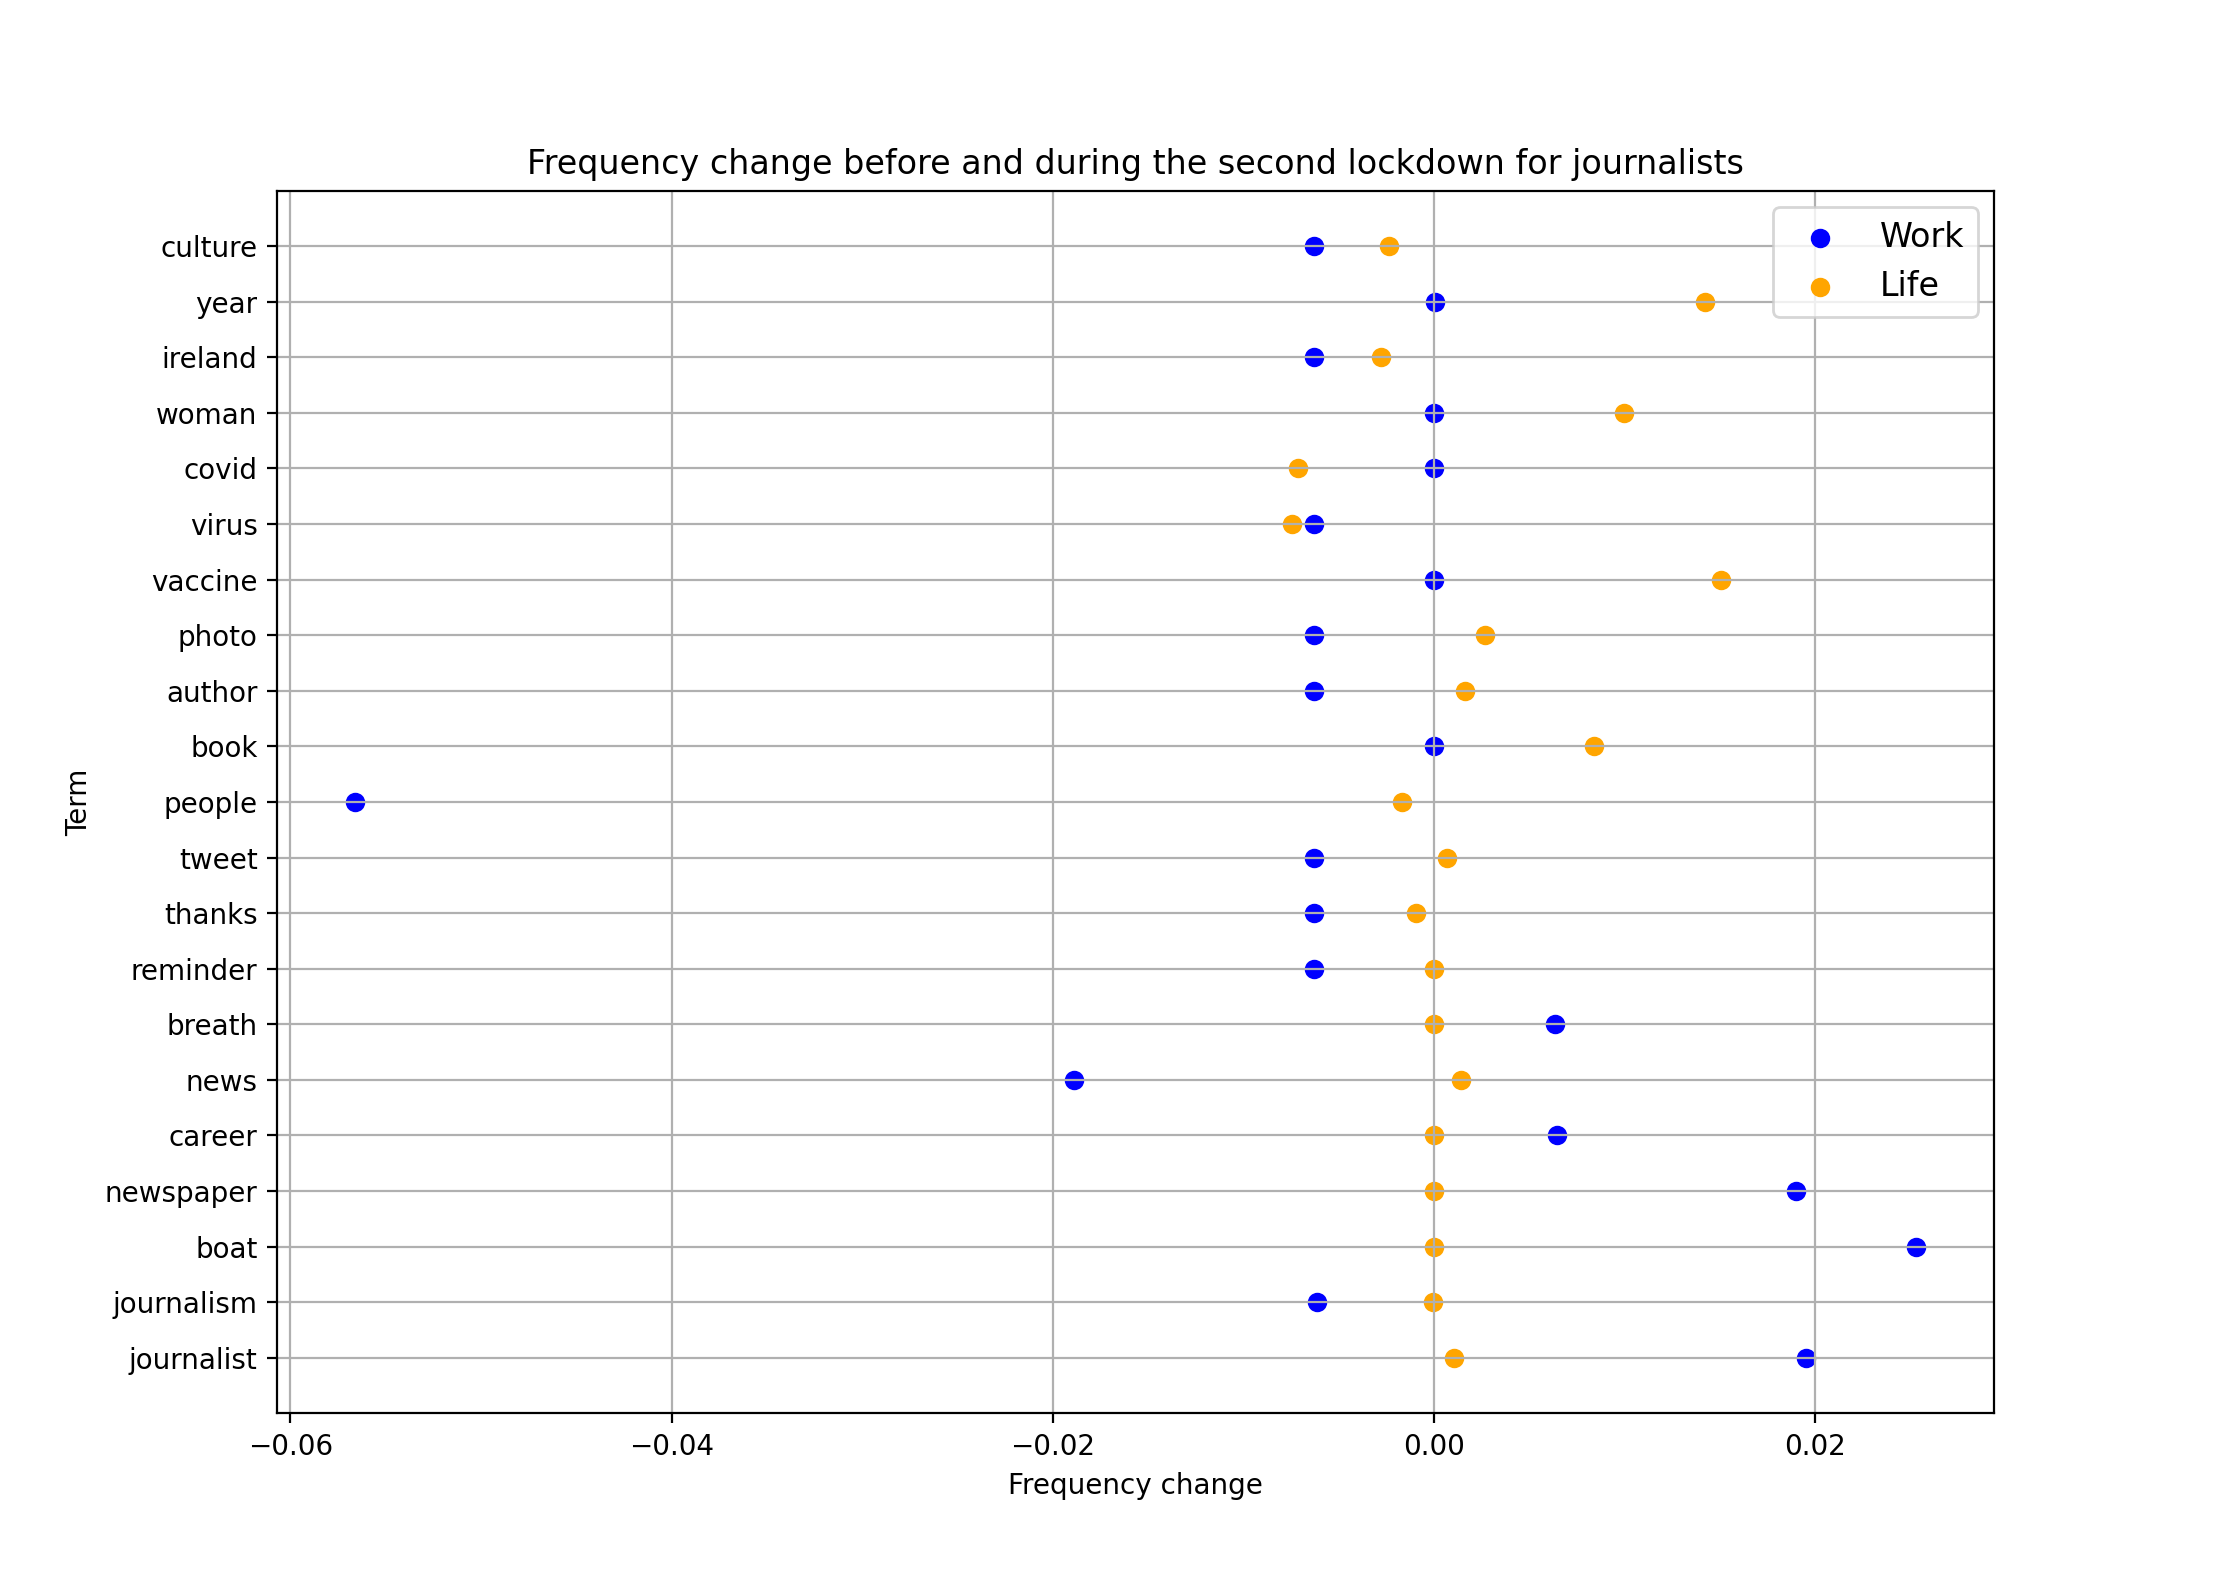 Frequency change before and during the second lockdown for journalists
Work
Life
culture
year
ireland
woman
covid
virus
vaccine
photo
author
book
people
tweet
thanks
reminder
breath
news
career
newspaper
boat
journalism
journalist
Term
−0.06 −0.04 −0.02 0.00 0.02
Frequency change